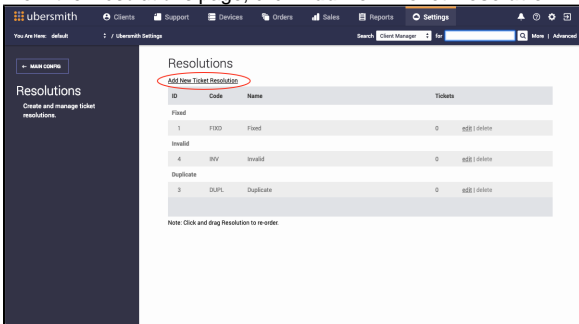 ubersmith Clients Support Devices Orders Sales Reports Settings
You Are Here: default / Ubersmith Settings Search Client Manager for More | Advanced
← MAIN CONFIG
Resolutions
Create and manage ticket
resolutions.
Resolutions
Add New Ticket Resolution
ID Code Name Tickets
Fixed
1 FIXD Fixed 0 edit | delete
Invalid
4 INV Invalid 0 edit | delete
Duplicate
3 DUPL Duplicate 0 edit | delete
Note: Click and drag Resolution to re-order.